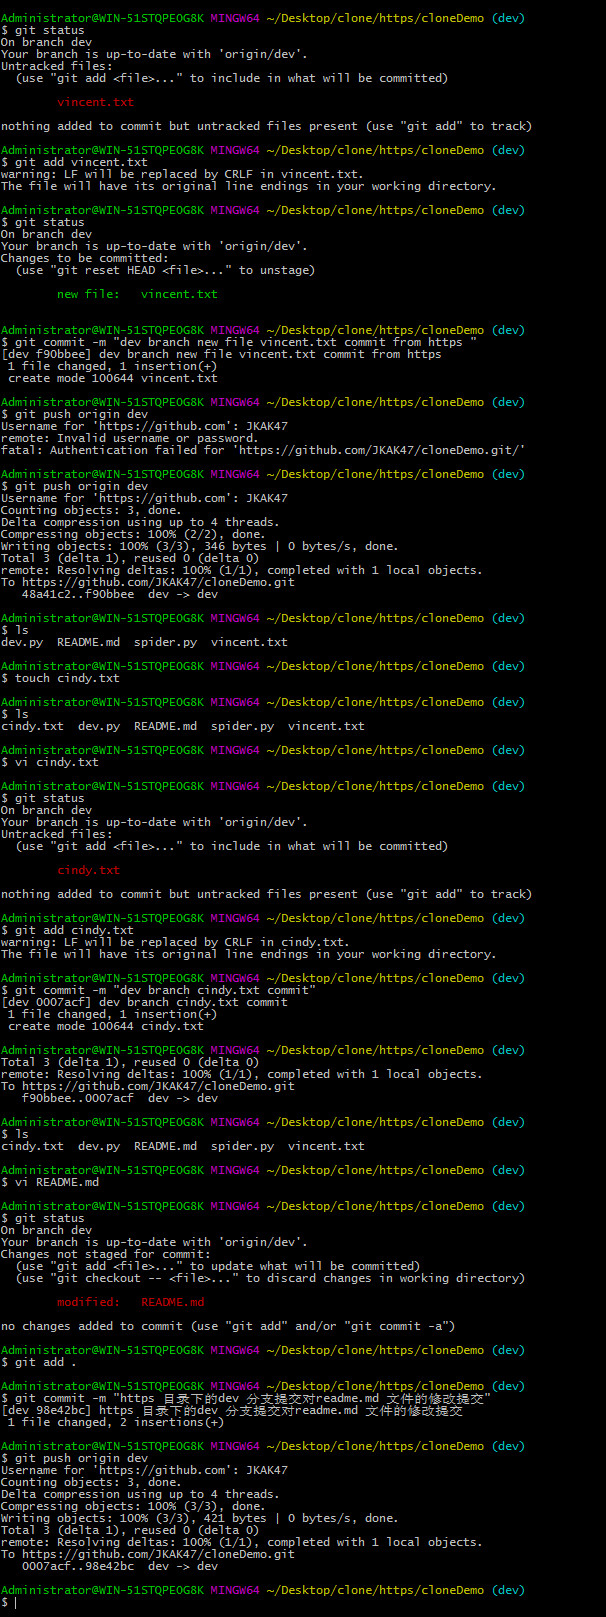 Administrator@WIN-51STQPEOG8K MINGW64 ~/Desktop/clone/https/cloneDemo (dev)
$ git status
On branch dev
Your branch is up-to-date with 'origin/dev'.
Untracked files:
  (use "git add <file>..." to include in what will be committed)

        vincent.txt

nothing added to commit but untracked files present (use "git add" to track)

Administrator@WIN-51STQPEOG8K MINGW64 ~/Desktop/clone/https/cloneDemo (dev)
$ git add vincent.txt
warning: LF will be replaced by CRLF in vincent.txt.
The file will have its original line endings in your working directory.

Administrator@WIN-51STQPEOG8K MINGW64 ~/Desktop/clone/https/cloneDemo (dev)
$ git status
On branch dev
Your branch is up-to-date with 'origin/dev'.
Changes to be committed:
  (use "git reset HEAD <file>..." to unstage)

        new file:   vincent.txt


Administrator@WIN-51STQPEOG8K MINGW64 ~/Desktop/clone/https/cloneDemo (dev)
$ git commit -m "dev branch new file vincent.txt commit from https "
[dev f90bbee] dev branch new file vincent.txt commit from https
 1 file changed, 1 insertion(+)
 create mode 100644 vincent.txt

Administrator@WIN-51STQPEOG8K MINGW64 ~/Desktop/clone/https/cloneDemo (dev)
$ git push origin dev
Username for 'https://github.com': JKAK47
remote: Invalid username or password.
fatal: Authentication failed for 'https://github.com/JKAK47/cloneDemo.git/'

Administrator@WIN-51STQPEOG8K MINGW64 ~/Desktop/clone/https/cloneDemo (dev)
$ git push origin dev
Username for 'https://github.com': JKAK47
Counting objects: 3, done.
Delta compression using up to 4 threads.
Compressing objects: 100% (2/2), done.
Writing objects: 100% (3/3), 346 bytes | 0 bytes/s, done.
Total 3 (delta 1), reused 0 (delta 0)
remote: Resolving deltas: 100% (1/1), completed with 1 local objects.
To https://github.com/JKAK47/cloneDemo.git
   48a41c2..f90bbee  dev -> dev

Administrator@WIN-51STQPEOG8K MINGW64 ~/Desktop/clone/https/cloneDemo (dev)
$ ls
dev.py  README.md  spider.py  vincent.txt

Administrator@WIN-51STQPEOG8K MINGW64 ~/Desktop/clone/https/cloneDemo (dev)
$ touch cindy.txt

Administrator@WIN-51STQPEOG8K MINGW64 ~/Desktop/clone/https/cloneDemo (dev)
$ ls
cindy.txt  dev.py  README.md  spider.py  vincent.txt

Administrator@WIN-51STQPEOG8K MINGW64 ~/Desktop/clone/https/cloneDemo (dev)
$ vi cindy.txt

Administrator@WIN-51STQPEOG8K MINGW64 ~/Desktop/clone/https/cloneDemo (dev)
$ git status
On branch dev
Your branch is up-to-date with 'origin/dev'.
Untracked files:
  (use "git add <file>..." to include in what will be committed)

        cindy.txt

nothing added to commit but untracked files present (use "git add" to track)

Administrator@WIN-51STQPEOG8K MINGW64 ~/Desktop/clone/https/cloneDemo (dev)
$ git add cindy.txt
warning: LF will be replaced by CRLF in cindy.txt.
The file will have its original line endings in your working directory.

Administrator@WIN-51STQPEOG8K MINGW64 ~/Desktop/clone/https/cloneDemo (dev)
$ git commit -m "dev branch cindy.txt commit"
[dev 0007acf] dev branch cindy.txt commit
 1 file changed, 1 insertion(+)
 create mode 100644 cindy.txt

Administrator@WIN-51STQPEOG8K MINGW64 ~/Desktop/clone/https/cloneDemo (dev)
Total 3 (delta 1), reused 0 (delta 0)
remote: Resolving deltas: 100% (1/1), completed with 1 local objects.
To https://github.com/JKAK47/cloneDemo.git
   f90bbee..0007acf  dev -> dev

Administrator@WIN-51STQPEOG8K MINGW64 ~/Desktop/clone/https/cloneDemo (dev)
$ ls
cindy.txt  dev.py  README.md  spider.py  vincent.txt

Administrator@WIN-51STQPEOG8K MINGW64 ~/Desktop/clone/https/cloneDemo (dev)
$ vi README.md

Administrator@WIN-51STQPEOG8K MINGW64 ~/Desktop/clone/https/cloneDemo (dev)
$ git status
On branch dev
Your branch is up-to-date with 'origin/dev'.
Changes not staged for commit:
  (use "git add <file>..." to update what will be committed)
  (use "git checkout -- <file>..." to discard changes in working directory)

        modified:   README.md

no changes added to commit (use "git add" and/or "git commit -a")

Administrator@WIN-51STQPEOG8K MINGW64 ~/Desktop/clone/https/cloneDemo (dev)
$ git add .

Administrator@WIN-51STQPEOG8K MINGW64 ~/Desktop/clone/https/cloneDemo (dev)
$ git commit -m "https 目录下的dev 分支提交对readme.md 文件的修改提交"
[dev 98e42bc] https 目录下的dev 分支提交对readme.md 文件的修改提交
 1 file changed, 2 insertions(+)

Administrator@WIN-51STQPEOG8K MINGW64 ~/Desktop/clone/https/cloneDemo (dev)
$ git push origin dev
Username for 'https://github.com': JKAK47
Counting objects: 3, done.
Delta compression using up to 4 threads.
Compressing objects: 100% (3/3), done.
Writing objects: 100% (3/3), 421 bytes | 0 bytes/s, done.
Total 3 (delta 1), reused 0 (delta 0)
remote: Resolving deltas: 100% (1/1), completed with 1 local objects.
To https://github.com/JKAK47/cloneDemo.git
   0007acf..98e42bc  dev -> dev

Administrator@WIN-51STQPEOG8K MINGW64 ~/Desktop/clone/https/cloneDemo (dev)
$